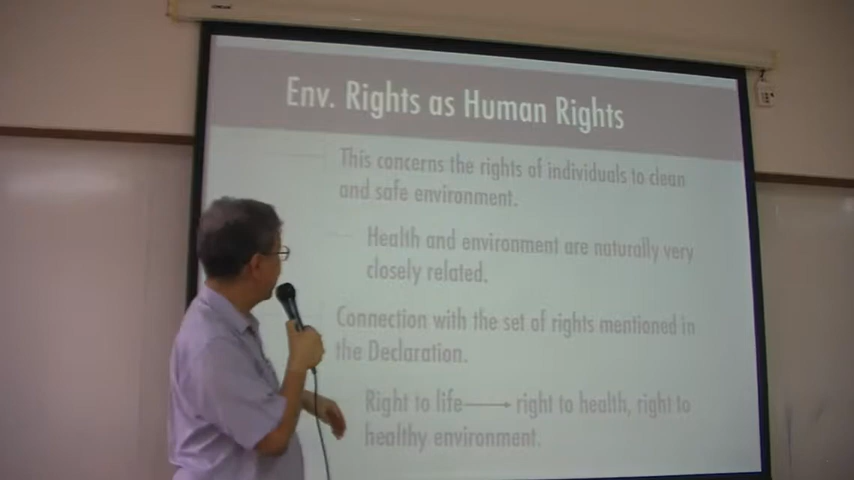 Env. Rights as Human Rights
This concerns the rights of individuals to clean
and safe environment.
Health and environment are naturally very
closely related.
Connection with the set of rights mentioned in
the Declaration.
Right to life⟶right to health, right to
healthy environment.